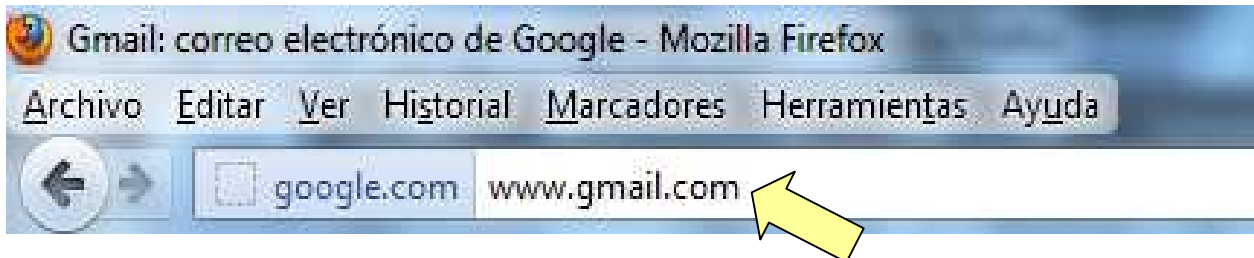 Gmail: correo electrónico de Google - Mozilla Firefox
Archivo Editar Ver Historial Marcadores Herramientas Ayuda
google.com www.gmail.com